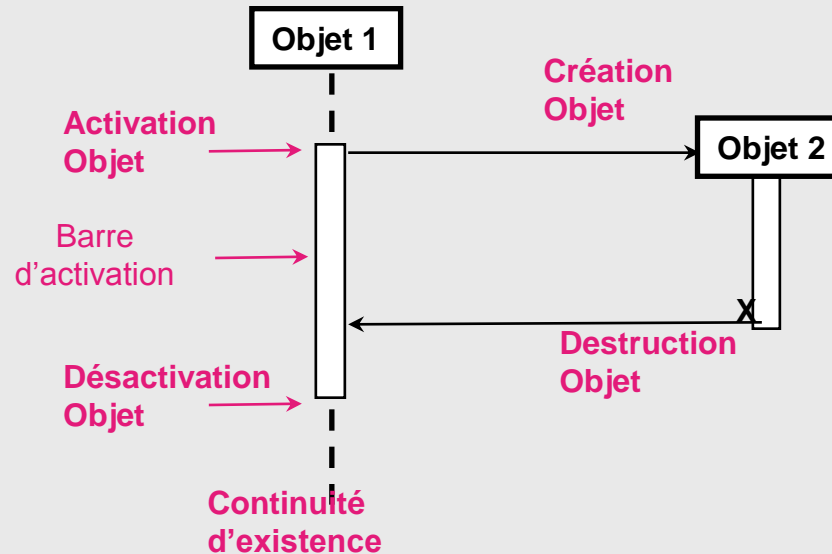 Objet 1
Création
Objet
Activation
Objet
Objet 2
Barre
d’activation
X
Destruction
Objet
Désactivation
Objet
Continuité
d’existence